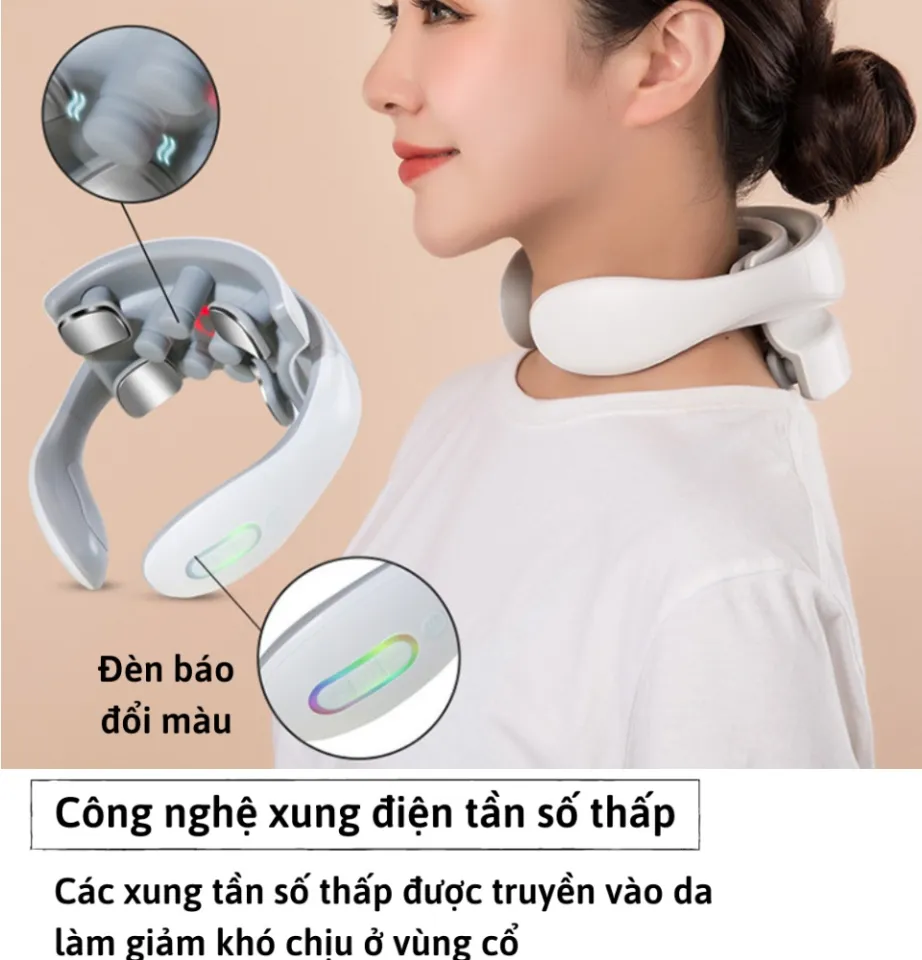 Đèn báo
đổi màu
Công nghệ xung điện tần số thấp
Các xung tần số thấp được truyền vào da
làm giảm khó chịu ở vùng cổ